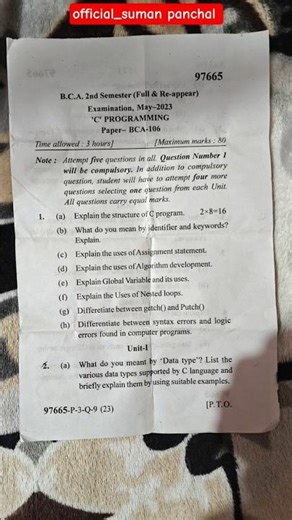 official_suman panchal
97665
B.C.A. 2nd Semester (Full & Re-appear)
Examination, May–2023
'C' PROGRAMMING
Paper– BCA-106
Time allowed : 3 hours] [Maximum marks : 80
Note : Attempt five questions in all. Question Number 1
will be compulsory. In addition to compulsory
question, student will have to attempt four more
questions selecting one question from each Unit.
All questions carry equal marks.
1. (a) Explain the structure of C program. 2×8=16
(b) What do you mean by identifier and keywords?
Explain.
(c) Explain the uses of Assignment statement.
(d) Explain the uses of Algorithm development.
(e) Explain Global Variable and its uses.
(f) Explain the Uses of Nested loops.
(g) Differetiate between getch() and Putch()
(h) Differentiate between syntax errors and logic
errors found in computer programs.
Unit-I
2. (a) What do you meant by 'Data type'? List the
various data types supported by C language and
briefly explain them by using suitable examples.
97665-P-3-Q-9 (23) [P.T.O.